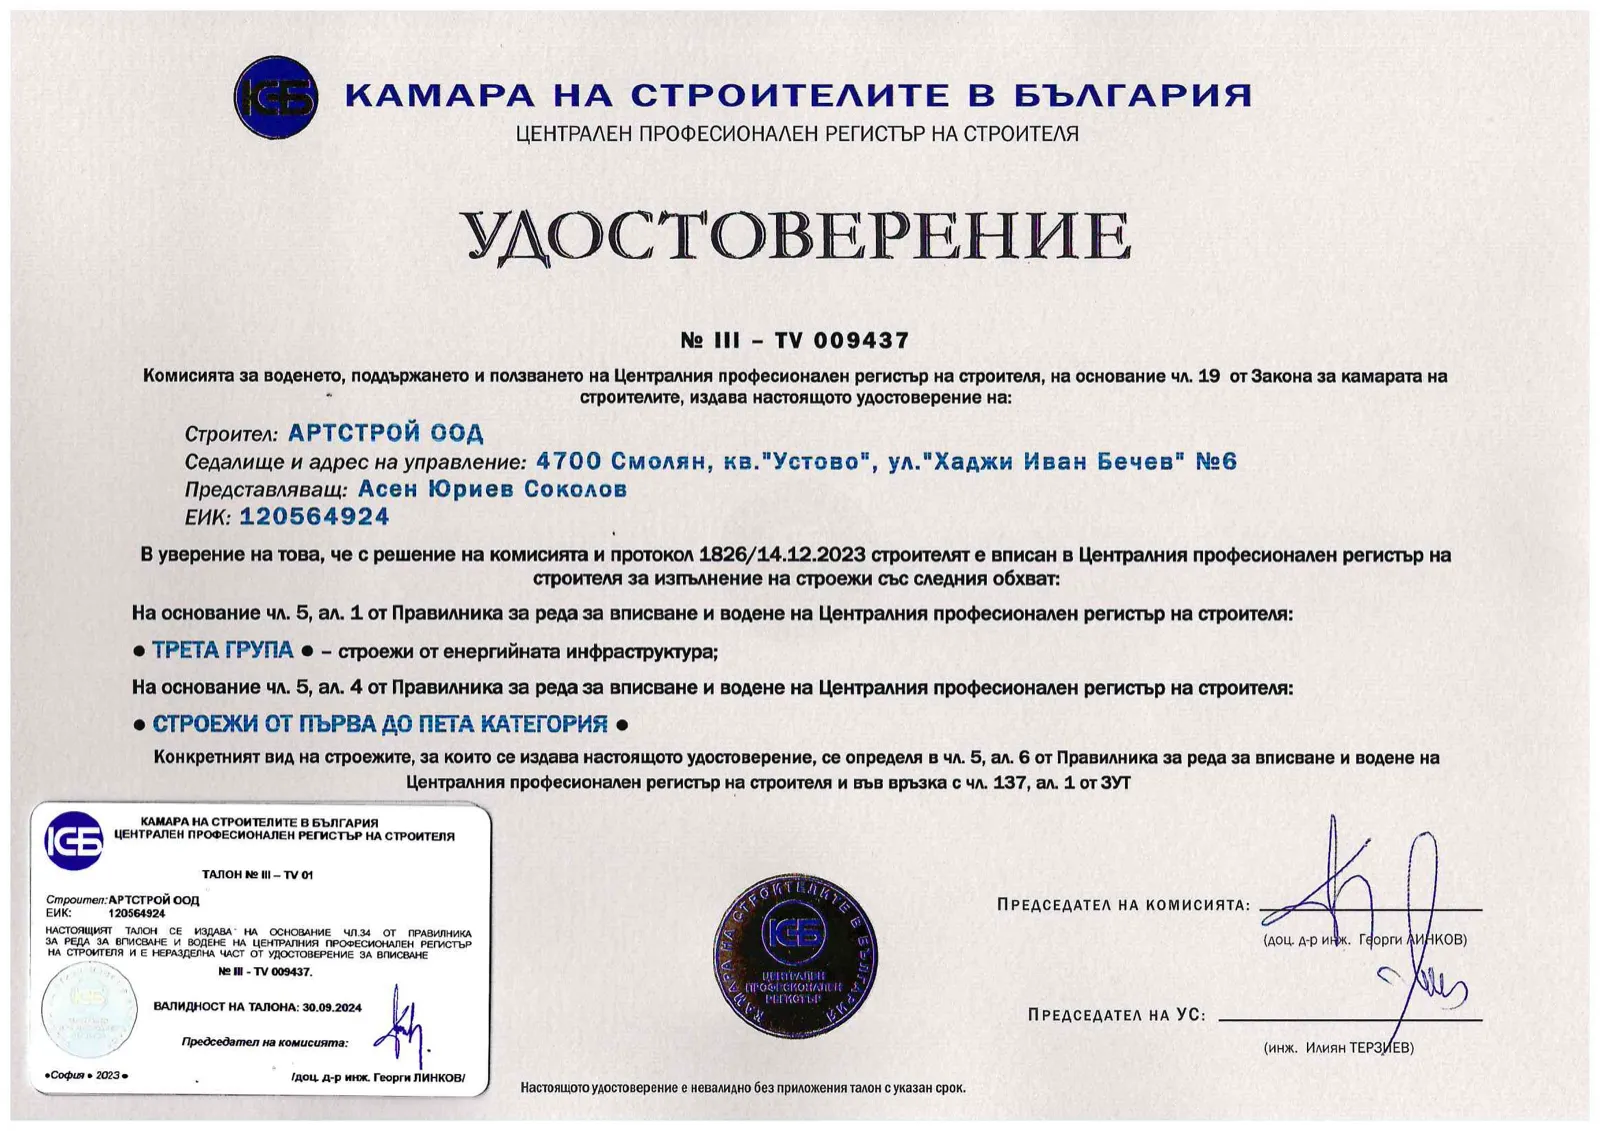 КСБ
КАМАРА НА СТРОИТЕЛИТЕ В БЪЛГАРИЯ
ЦЕНТРАЛЕН ПРОФЕСИОНАЛЕН РЕГИСТЪР НА СТРОИТЕЛЯ
УДОСТОВЕРЕНИЕ
№ III – TV 009437
Комисията за воденето, поддържането и ползването на Централния професионален регистър на строителя, на основание чл. 19 от Закона за камарата на
строителите, издава настоящото удостоверение на:
Строител: АРТСТРОЙ ООД
Седалище и адрес на управление: 4700 Смолян, кв."Устово", ул."Хаджи Иван Бечев" №6
Представляващ: Асен Юриев Соколов
ЕИК: 120564924
В уверение на това, че с решение на комисията и протокол 1826/14.12.2023 строителят е вписан в Централния професионален регистър на
строителя за изпълнение на строежи със следния обхват:
На основание чл. 5, ал. 1 от Правилника за реда за вписване и водене на Централния професионален регистър на строителя:
● ТРЕТА ГРУПА ● – строежи от енергийната инфраструктура;
На основание чл. 5, ал. 4 от Правилника за реда за вписване и водене на Централния професионален регистър на строителя:
● СТРОЕЖИ ОТ ПЪРВА ДО ПЕТА КАТЕГОРИЯ ●
Конкретният вид на строежите, за които се издава настоящото удостоверение, се определя в чл. 5, ал. 6 от Правилника за реда за вписване и водене на
Централния професионален регистър на строителя и във връзка с чл. 137, ал. 1 от ЗУТ
КСБ
КАМАРА НА СТРОИТЕЛИТЕ В БЪЛГАРИЯ
ЦЕНТРАЛЕН ПРОФЕСИОНАЛЕН РЕГИСТЪР НА СТРОИТЕЛЯ
ТАЛОН № III – TV 01
Строител: АРТСТРОЙ ООД
ЕИК: 120564924
НАСТОЯЩИЯТ ТАЛОН СЕ ИЗДАВА НА ОСНОВАНИЕ ЧЛ.34 ОТ ПРАВИЛНИКА
ЗА РЕДА ЗА ВПИСВАНЕ И ВОДЕНЕ НА ЦЕНТРАЛНИЯ ПРОФЕСИОНАЛЕН РЕГИСТЪР
НА СТРОИТЕЛЯ И Е НЕРАЗДЕЛНА ЧАСТ ОТ УДОСТОВЕРЕНИЕ ЗА ВПИСВАНЕ
№ III - TV 009437.
ВАЛИДНОСТ НА ТАЛОНА: 30.09.2024
Председател на комисията:
●София ● 2023●
/доц. д-р инж. Георги ЛИНКОВ/
КАМАРА НА СТРОИТЕЛИТЕ В БЪЛГАРИЯ
КСБ
ЦЕНТРАЛЕН
ПРОФЕСИОНАЛЕН
РЕГИСТЪР
ПРЕДСЕДАТЕЛ НА КОМИСИЯТА:
(доц. д-р инж. Георги ЛИНКОВ)
ПРЕДСЕДАТЕЛ НА УС:
(инж. Илиян ТЕРЗИЕВ)
Настоящото удостоверение е невалидно без приложения талон с указан срок.